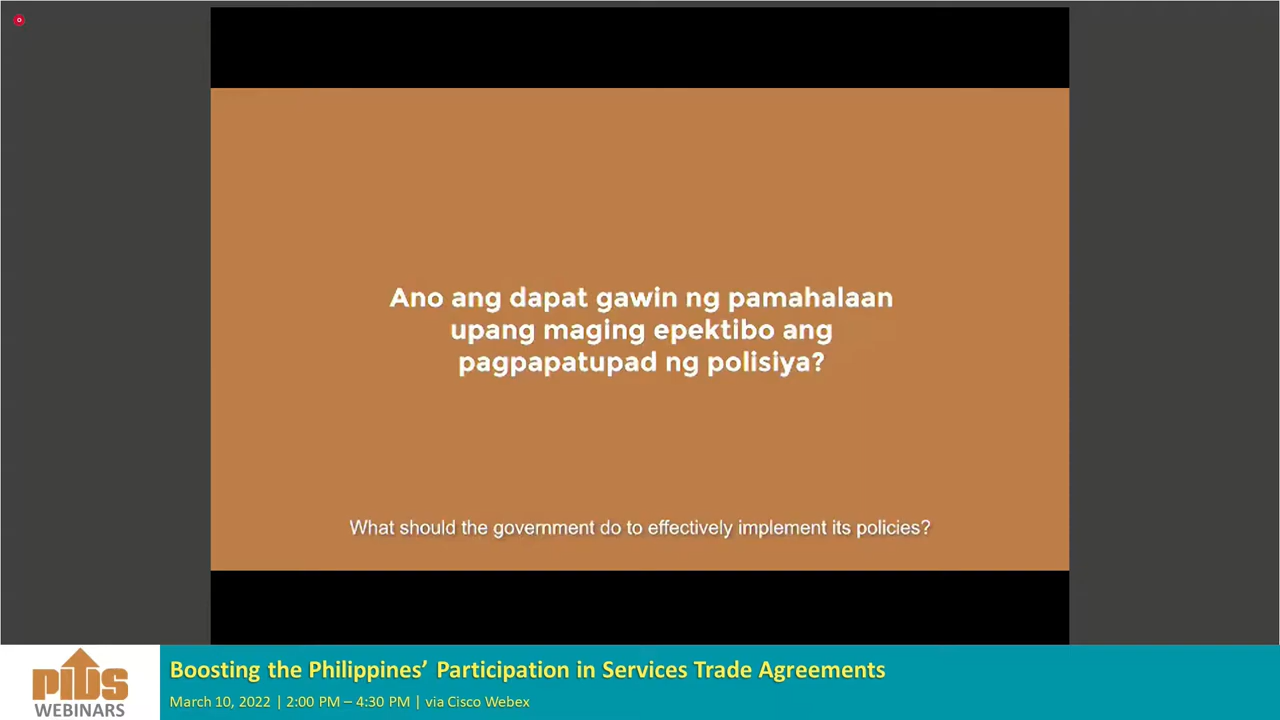 Ano ang dapat gawin ng pamahalaan
upang maging epektibo ang
pagpapatupad ng polisiya?
What should the government do to effectively implement its policies?
pids
WEBINARS
Boosting the Philippines’ Participation in Services Trade Agreements
March 10, 2022 | 2:00 PM – 4:30 PM | via Cisco Webex